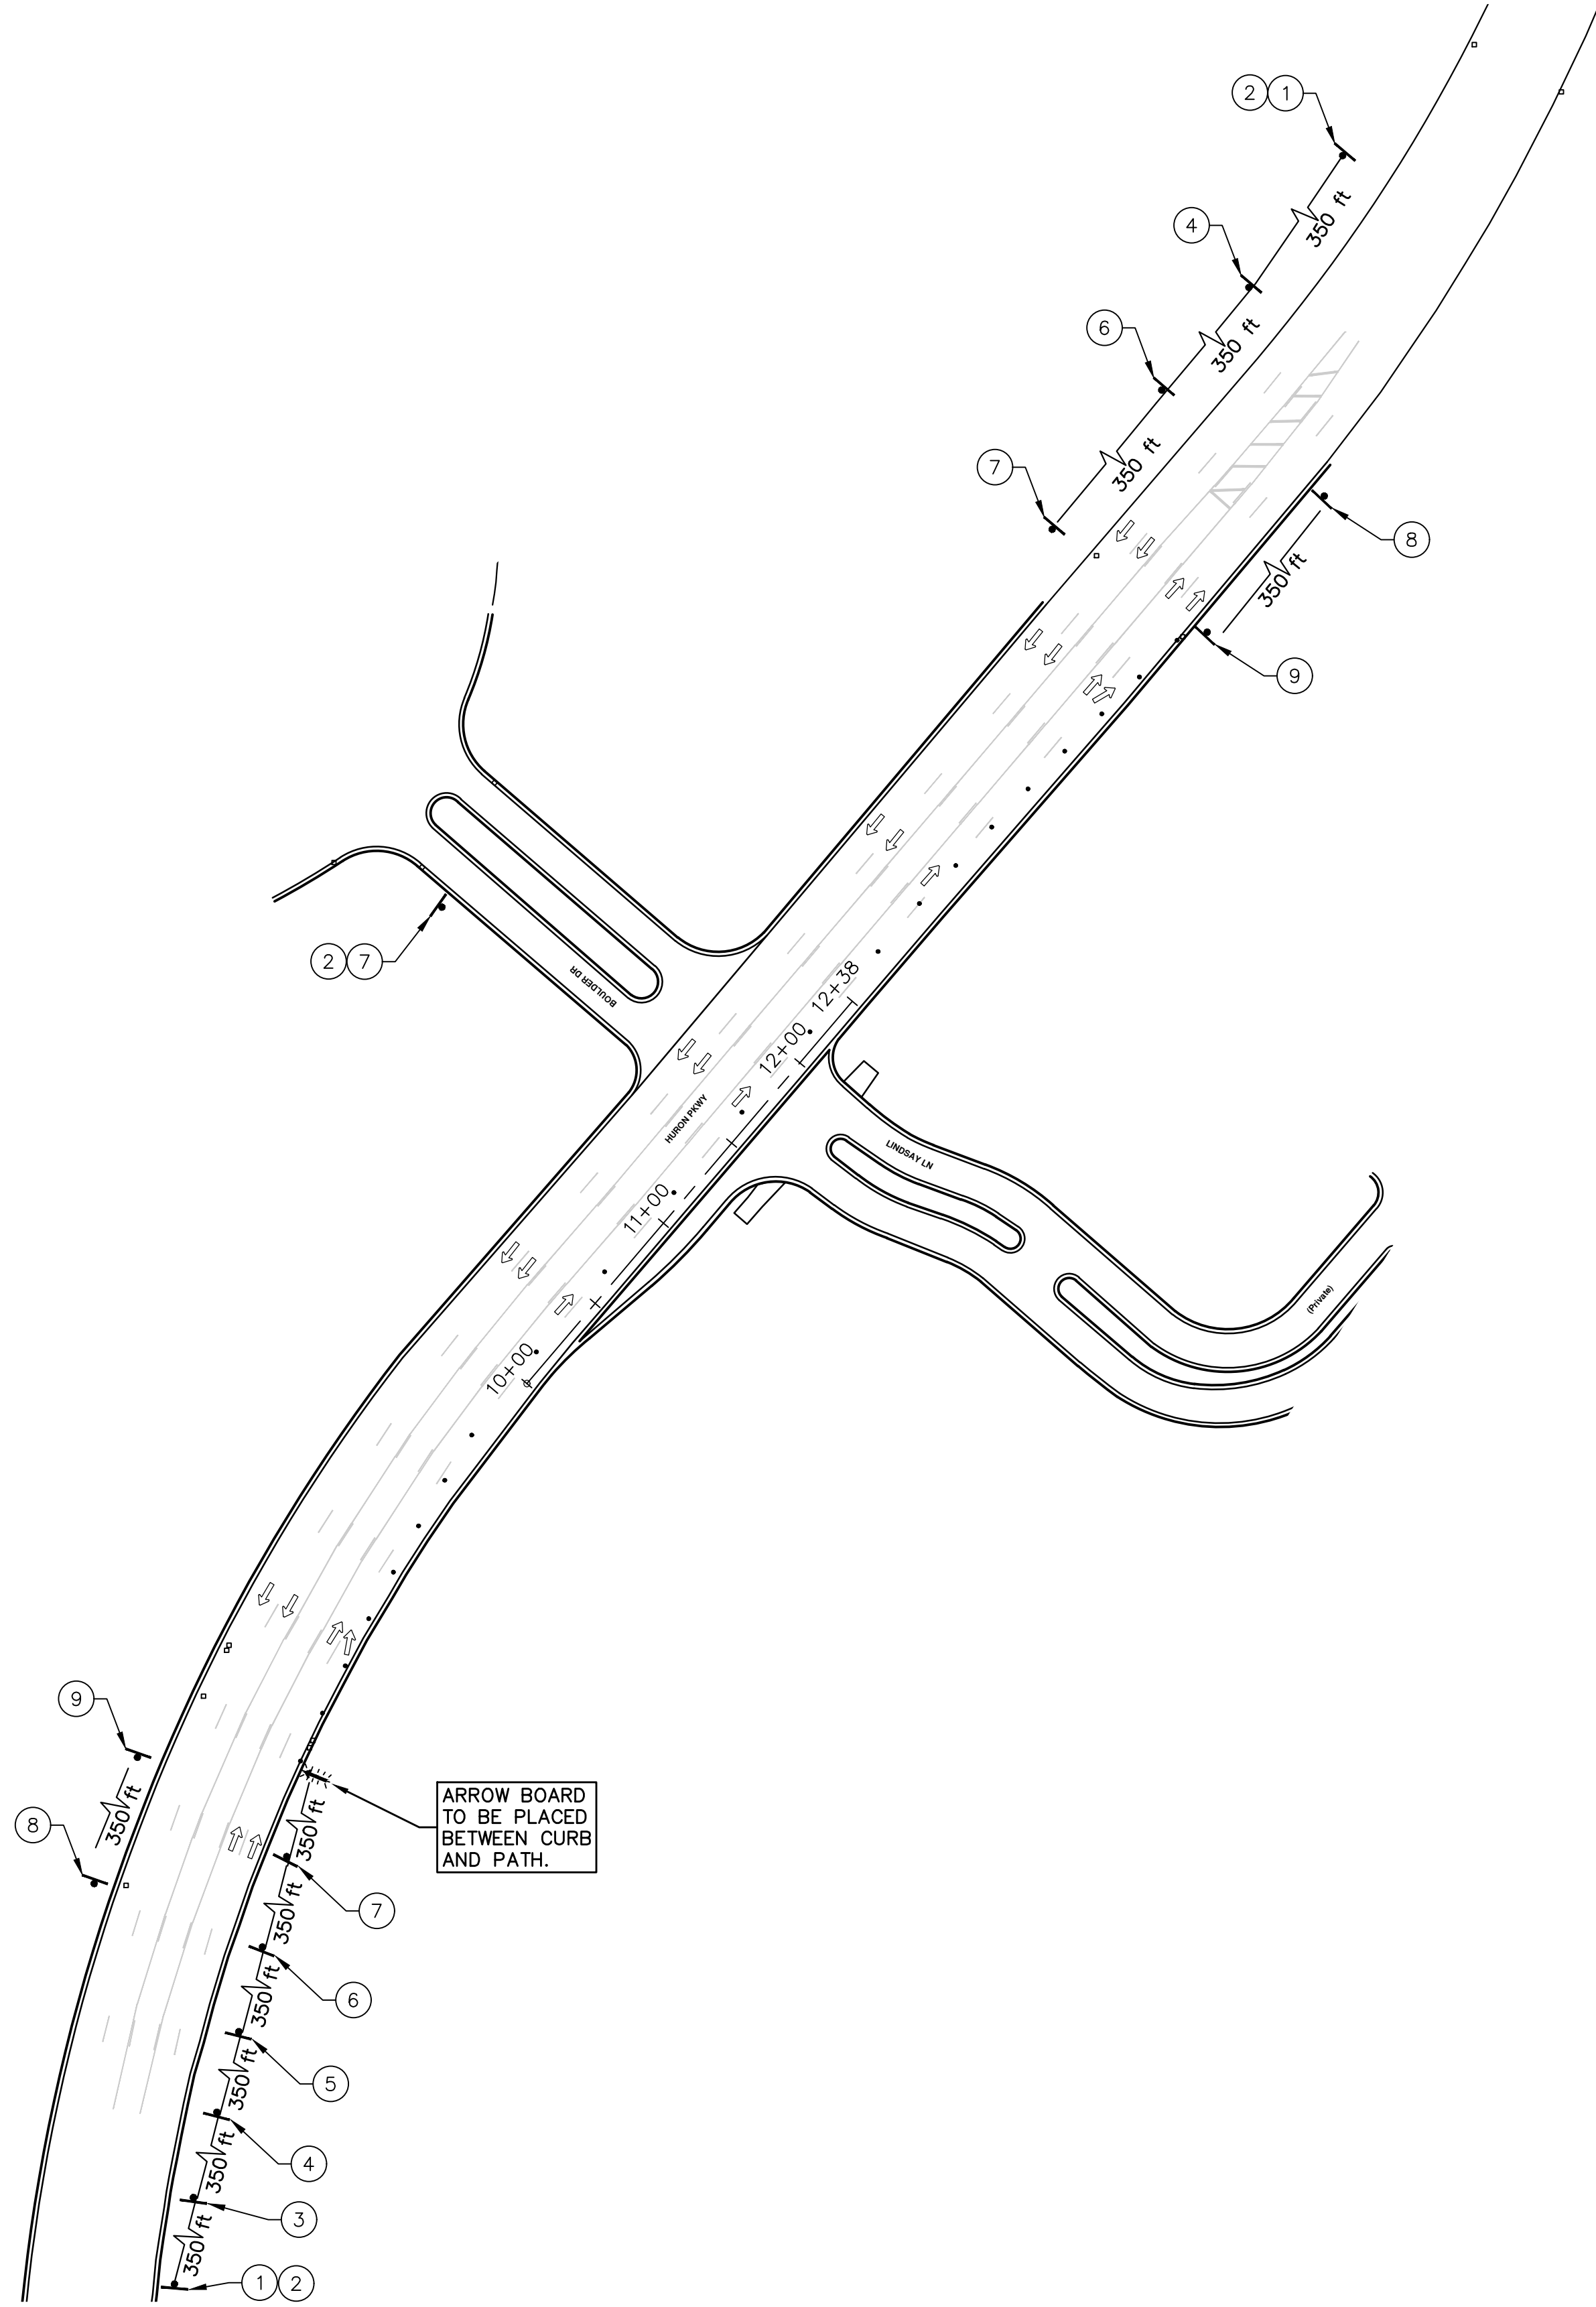 2 1
350 ft
4
350 ft
6
350 ft
7
8
350 ft
9
2 7
BOULDER DR
12+38
12+00
HURON PKWY
LINDSAY LN
11+00
(Private)
10+00
9
350 ft
8
ARROW BOARD
TO BE PLACED
BETWEEN CURB
AND PATH.
350 ft
7
350 ft
6
350 ft
5
350 ft
4
350 ft
3
350 ft
1 2